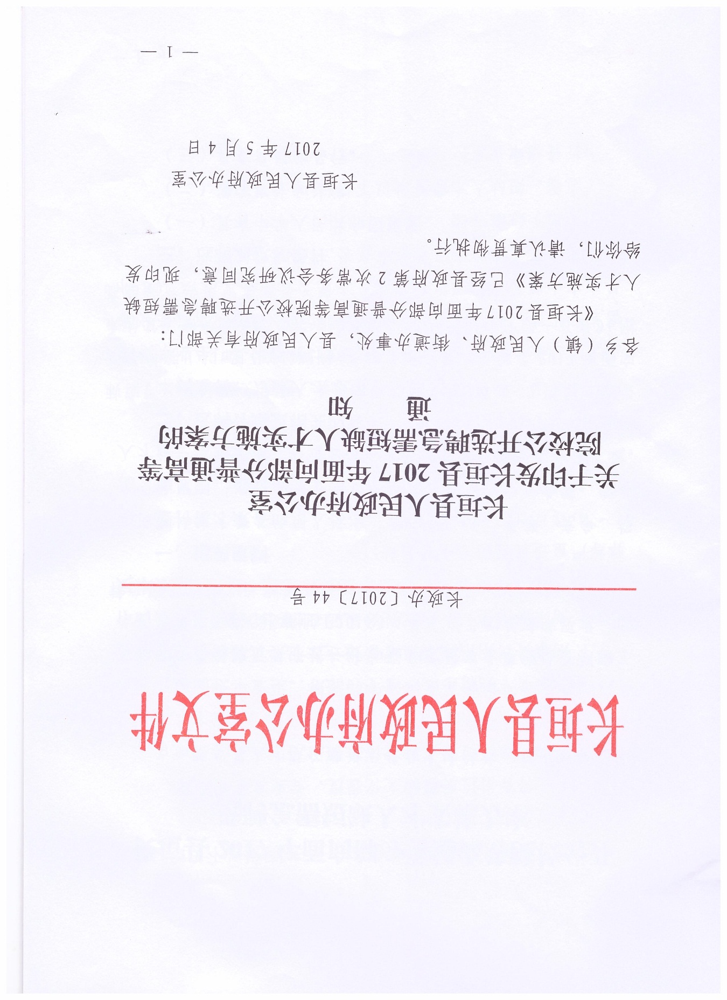 长垣县人民政府办公室文件
长政办〔2017〕44号
长垣县人民政府办公室
关于印发长垣县2017年面向部分普通高等
院校公开选聘急需短缺人才实施方案的
通 知
各乡（镇）人民政府、街道办事处，县人民政府有关部门：
《长垣县2017年面向部分普通高等院校公开选聘急需短缺
人才实施方案》已经县政府第2次常务会议研究同意，现印发
给你们，请认真贯彻执行。
长垣县人民政府办公室
2017年5月4日
— 1 —